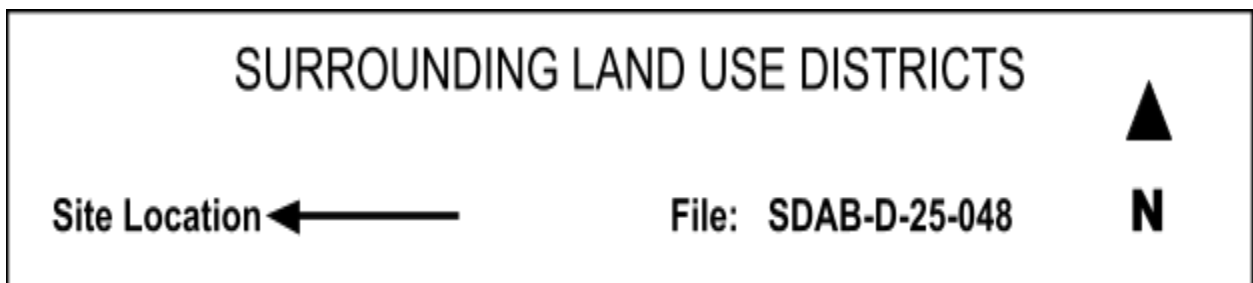 SURROUNDING LAND USE DISTRICTS
Site Location File: SDAB-D-25-048 N